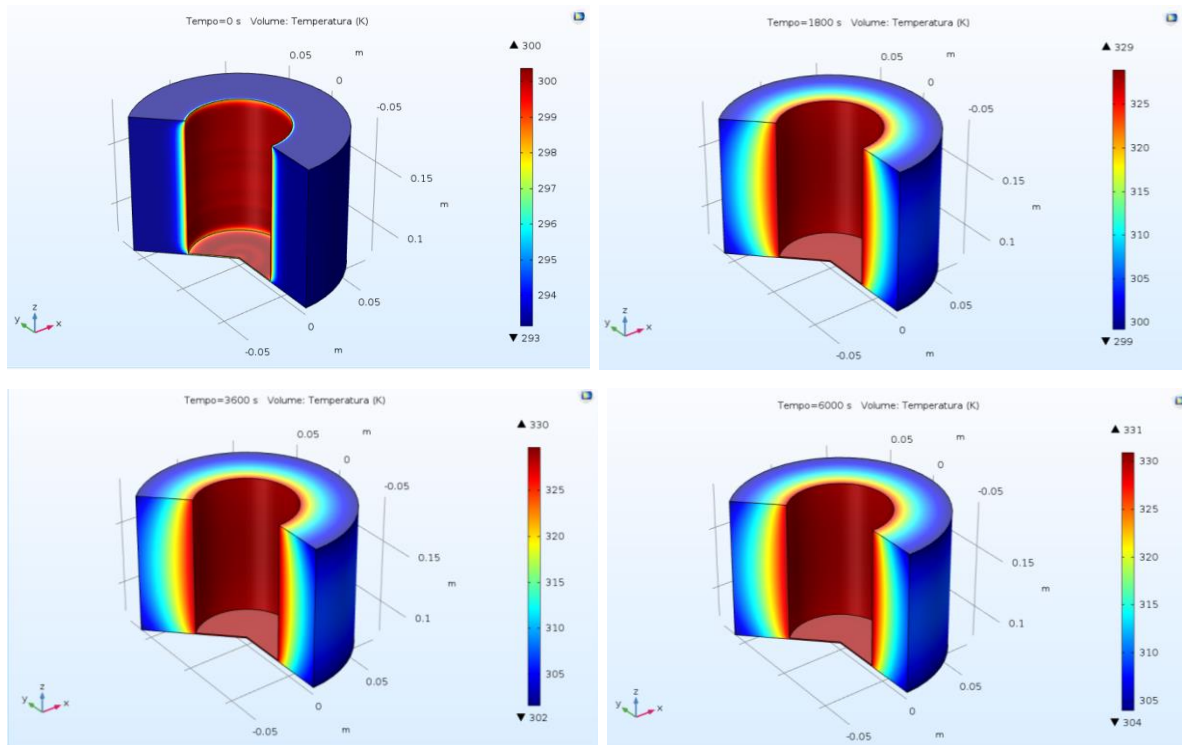 Tempo=0 s Volume: Temperatura (K)
▲ 300
m
0.05
0
-0.05
0.15
m
0.1
0.05
0
m
-0.05
300
299
298
297
296
295
294
▼ 293
z
y x
Tempo=1800 s Volume: Temperatura (K)
▲ 329
m
0.05
0
-0.05
0.15
m
0.1
0.05
0
m
-0.05
325
320
315
310
305
300
▼ 299
z
y x
Tempo=3600 s Volume: Temperatura (K)
▲ 330
m
0.05
0
-0.05
0.15
m
0.1
0.05
0
m
-0.05
325
320
315
310
305
▼ 302
z
y x
Tempo=6000 s Volume: Temperatura (K)
▲ 331
m
0.05
0
-0.05
0.15
m
0.1
0.05
0
m
-0.05
330
325
320
315
310
305
▼ 304
z
y x